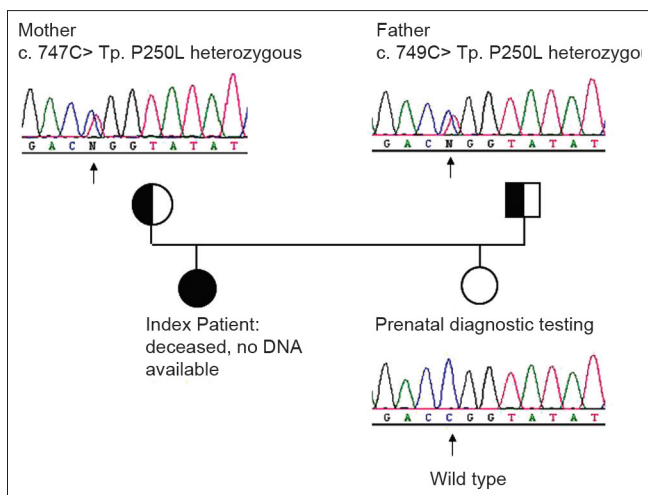 Mother
c. 747C> Tp. P250L heterozygous
Father
c. 749C> Tp. P250L heterozygou
G A C N G G T A T A T
G A C N G G T A T A T
Index Patient:
deceased, no DNA
available
Prenatal diagnostic testing
G A C C G G T A T A T
Wild type